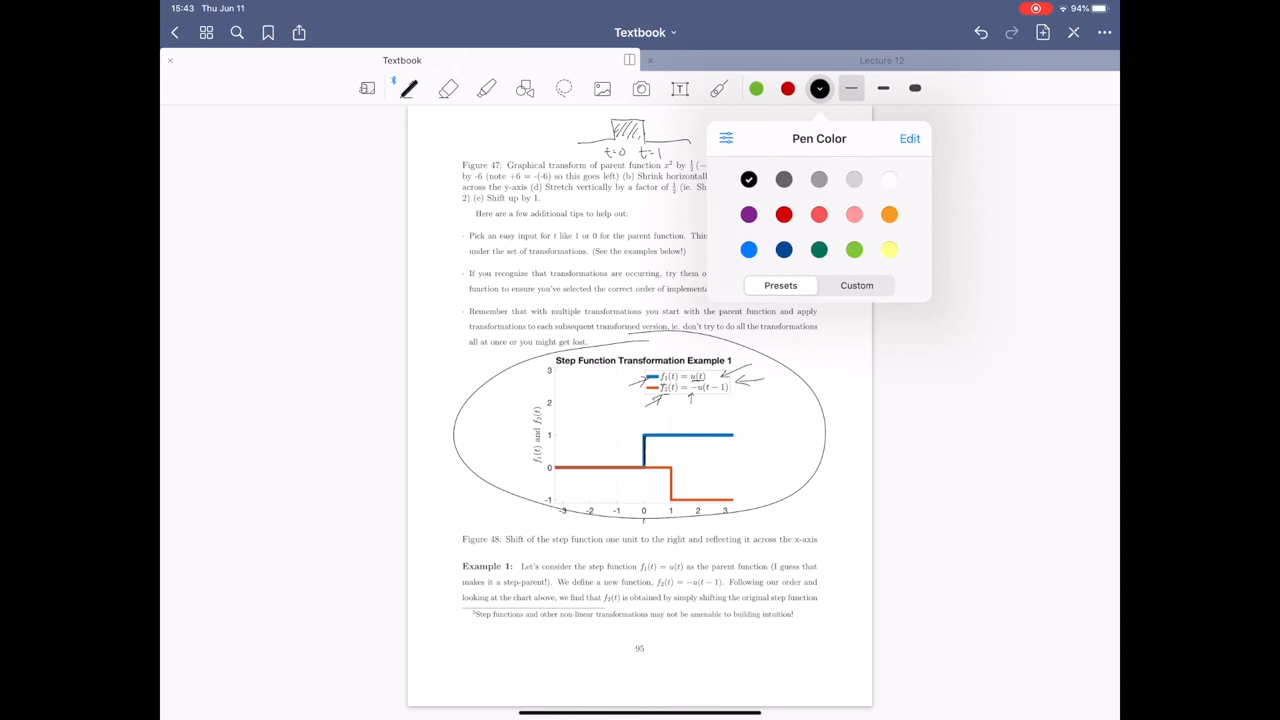 15:43 Thu Jun 11
94%
Textbook
Textbook
Lecture 12
Pen Color
Edit
Presets
Custom
t=0 t=1
Figure 47: Graphical transform of parent function x² by ½(−
by -6 (note +6 = -(-6) so this goes left) (b) Shrink horizontal
across the y-axis (d) Stretch vertically by a factor of ½ (ie. Sh
2) (e) Shift up by 1.
Here are a few additional tips to help out:
· Pick an easy input for t like 1 or 0 for the parent function. Thin
under the set of transformations. (See the examples below!)
· If you recognize that transformations are occurring, try them o
function to ensure you've selected the correct order of implementa
· Remember that with multiple transformations you start with the parent function and apply
transformations to each subsequent transformed version, ie. don't try to do all the transformations
all at once or you might get lost.
Step Function Transformation Example 1
f₁(t) = u(t)
f₂(t) = −u(t − 1)
f₁(t) and f₂(t)
3
2
1
0
-1
-3 -2 -1 0 1 2 3
t
Figure 48: Shift of the step function one unit to the right and reflecting it across the x-axis
Example 1: Let's consider the step function f₁(t) = u(t) as the parent function (I guess that
makes it a step-parent!). We define a new function, f₂(t) = −u(t − 1). Following our order and
looking at the chart above, we find that f₂(t) is obtained by simply shifting the original step function
Step functions and other non-linear transformations may not be amenable to building intuition!
95